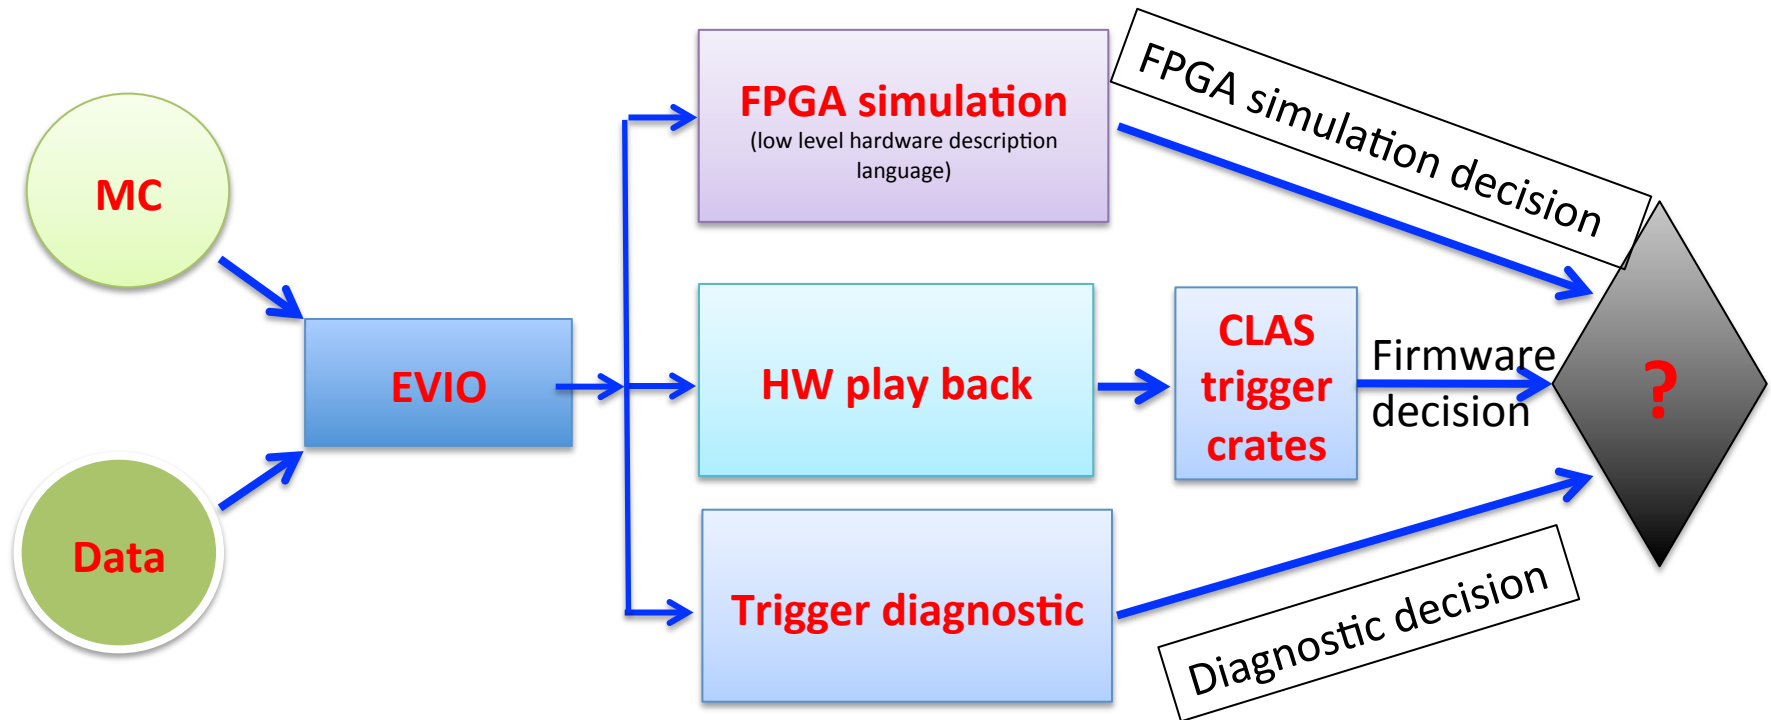 MC
Data
EVIO
FPGA simulation
(low level hardware description
language)
HW play back
Trigger diagnostic
CLAS
trigger
crates
FPGA simulation decision
Firmware
decision
Diagnostic decision
?